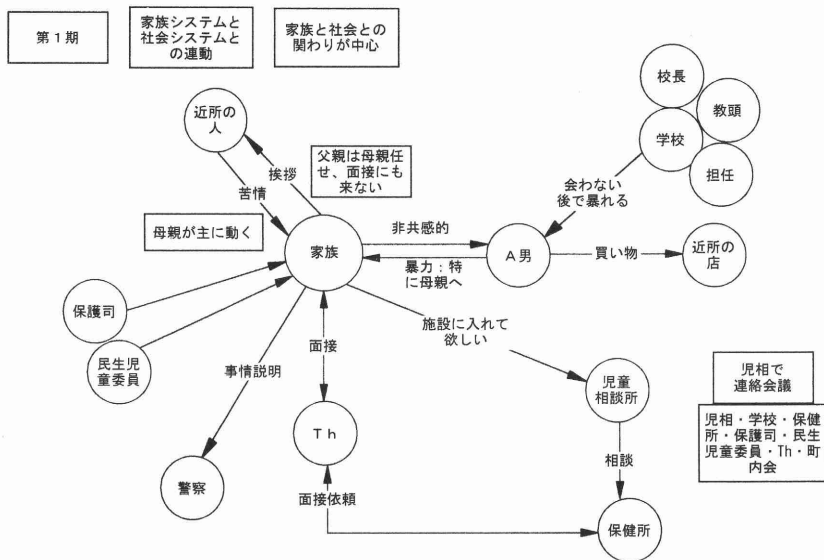 第１期
家族システムと
社会システムと
の連動
家族と社会との
関わりが中心
校長
教頭
学校
担任
近所の
人
挨拶
苦情
父親は母親任
せ、面接にも
来ない
会わない
後で暴れる
母親が主に動く
家族
非共感的
暴力：特
に母親へ
Ａ男
買い物
近所の
店
保護司
民生児
童委員
事情説明
面接
施設に入れて
欲しい
児童
相談所
児相で
連絡会議
児相・学校・保健
所・保護司・民生
児童委員・Th・町
内会
Ｔｈ
相談
警察
面接依頼
保健所